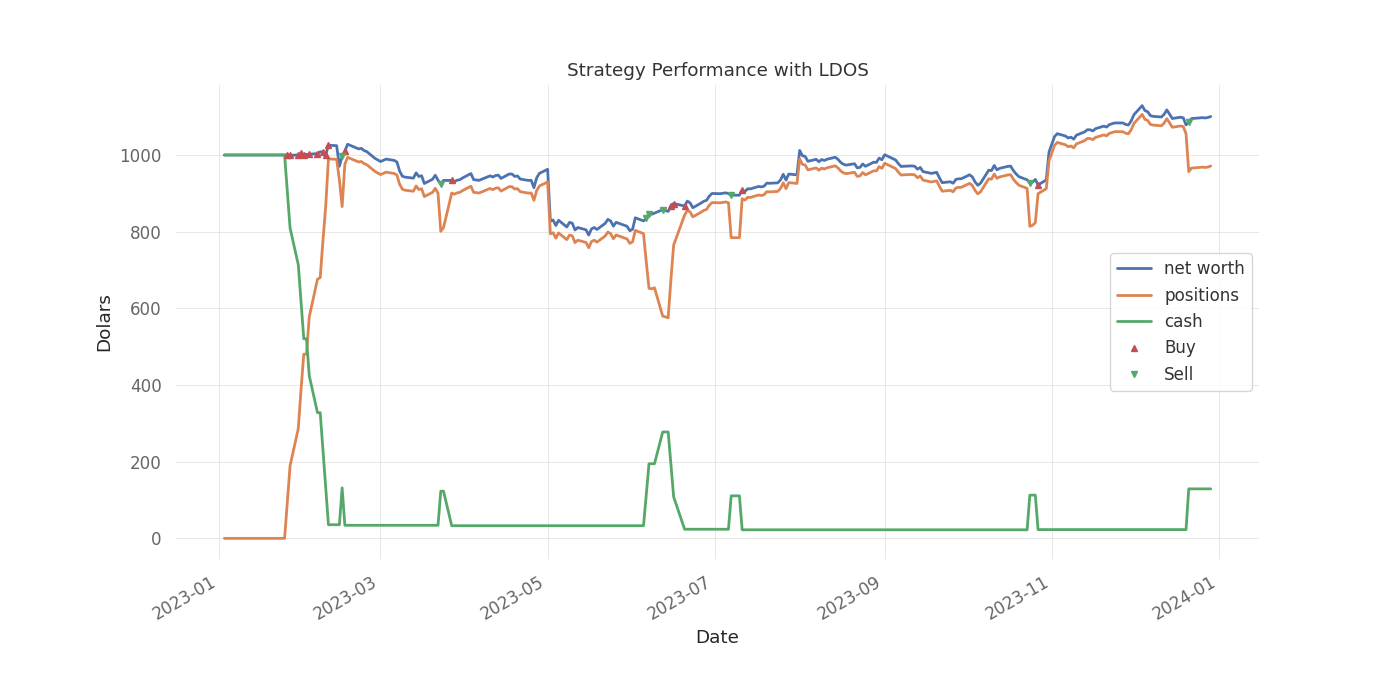 Strategy Performance with LDOS
Dolars
1000
800
600
400
200
0
net worth
positions
cash
Buy
Sell
2023-01
2023-03
2023-05
2023-07
2023-09
2023-11
2024-01
Date